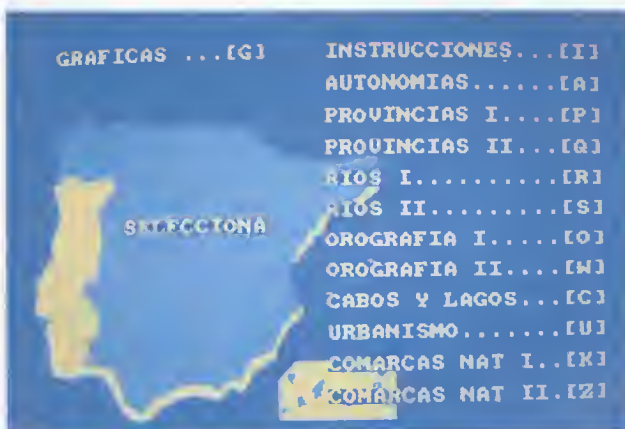 GRAFICAS ...[G]
SELECCIONA
INSTRUCCIONES...[I]
AUTONOMIAS......[A]
PROVINCIAS I....[P]
PROVINCIAS II...[Q]
RIOS I..........[R]
RIOS II.........[S]
OROGRAFIA I.....[O]
OROGRAFIA II....[W]
CABOS Y LAGOS...[C]
URBANISMO.......[U]
COMARCAS NAT I..[K]
COMARCAS NAT II.[Z]